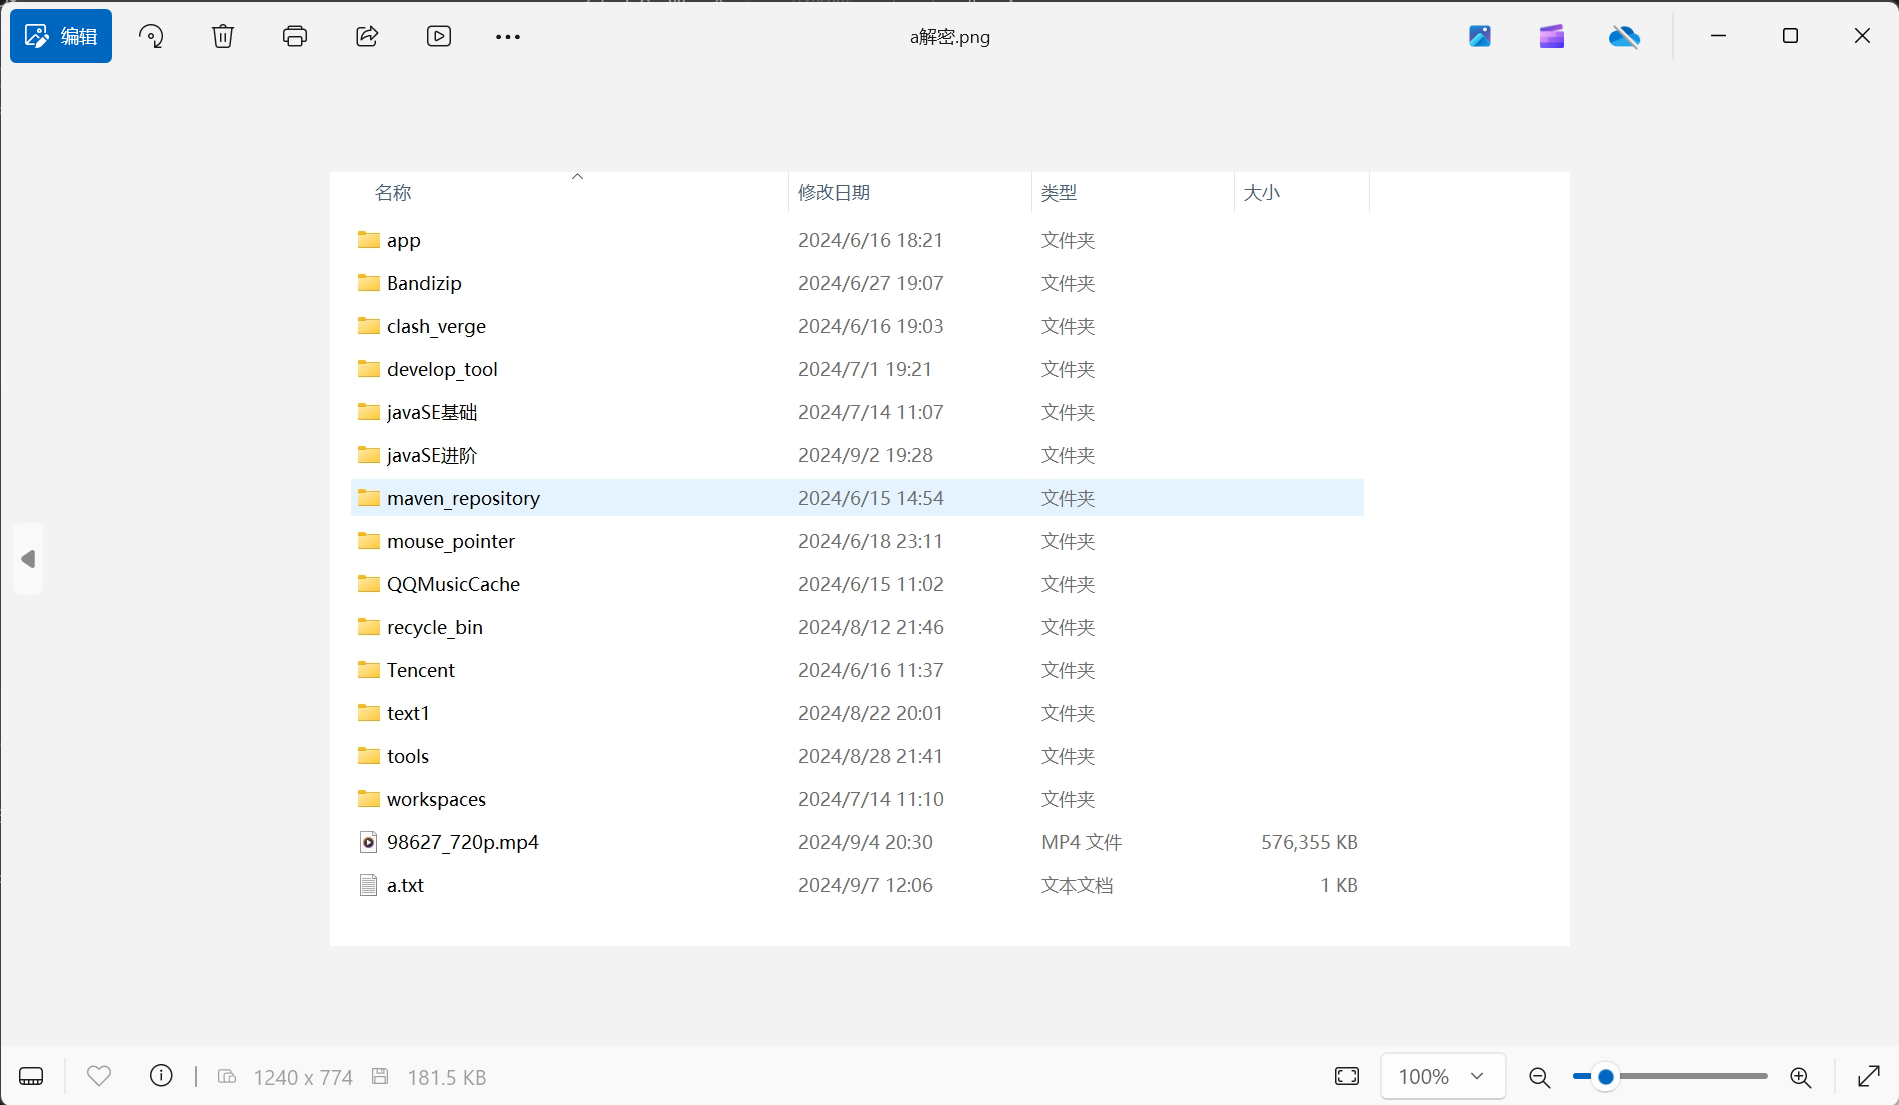 编辑
a解密.png
名称 修改日期 类型 大小
app 2024/6/16 18:21 文件夹
Bandizip 2024/6/27 19:07 文件夹
clash_verge 2024/6/16 19:03 文件夹
develop_tool 2024/7/1 19:21 文件夹
javaSE基础 2024/7/14 11:07 文件夹
javaSE进阶 2024/9/2 19:28 文件夹
maven_repository 2024/6/15 14:54 文件夹
mouse_pointer 2024/6/18 23:11 文件夹
QQMusicCache 2024/6/15 11:02 文件夹
recycle_bin 2024/8/12 21:46 文件夹
Tencent 2024/6/16 11:37 文件夹
text1 2024/8/22 20:01 文件夹
tools 2024/8/28 21:41 文件夹
workspaces 2024/7/14 11:10 文件夹
98627_720p.mp4 2024/9/4 20:30 MP4 文件 576,355 KB
a.txt 2024/9/7 12:06 文本文档 1 KB
1240 x 774 181.5 KB 100%